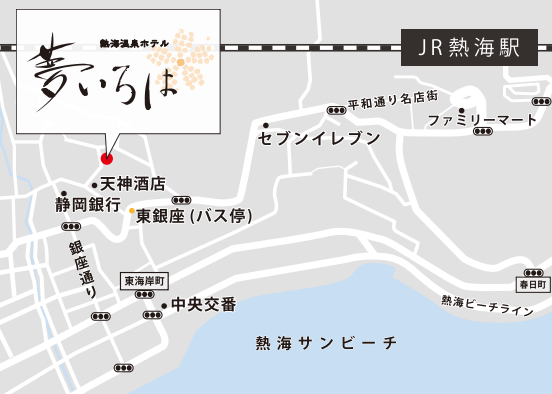 熱海温泉ホテル
夢いろは
JR熱海駅
平和通り名店街
ファミリーマート
セブンイレブン
天神酒店
静岡銀行
東銀座(バス停)
銀座通り
東海岸町
中央交番
春日町
熱海ビーチライン
熱海サンビーチ